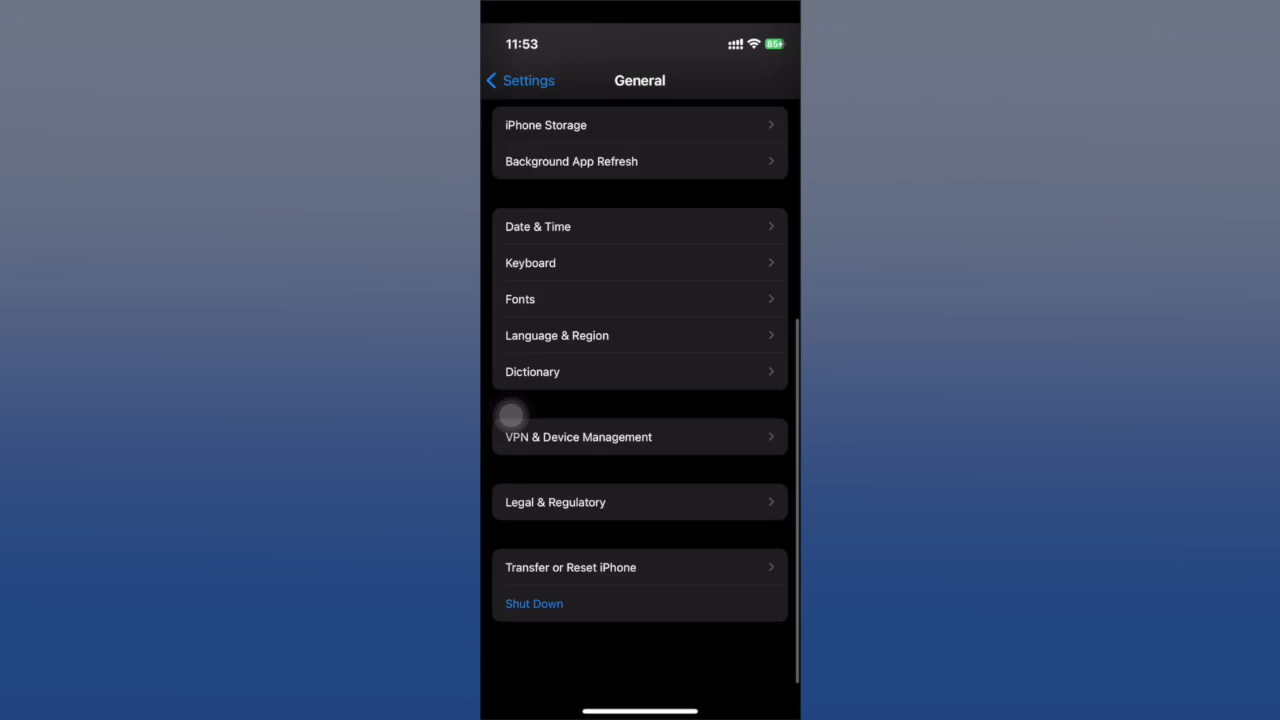 11:53
85+
Settings
General
iPhone Storage
Background App Refresh
Date & Time
Keyboard
Fonts
Language & Region
Dictionary
VPN & Device Management
Legal & Regulatory
Transfer or Reset iPhone
Shut Down